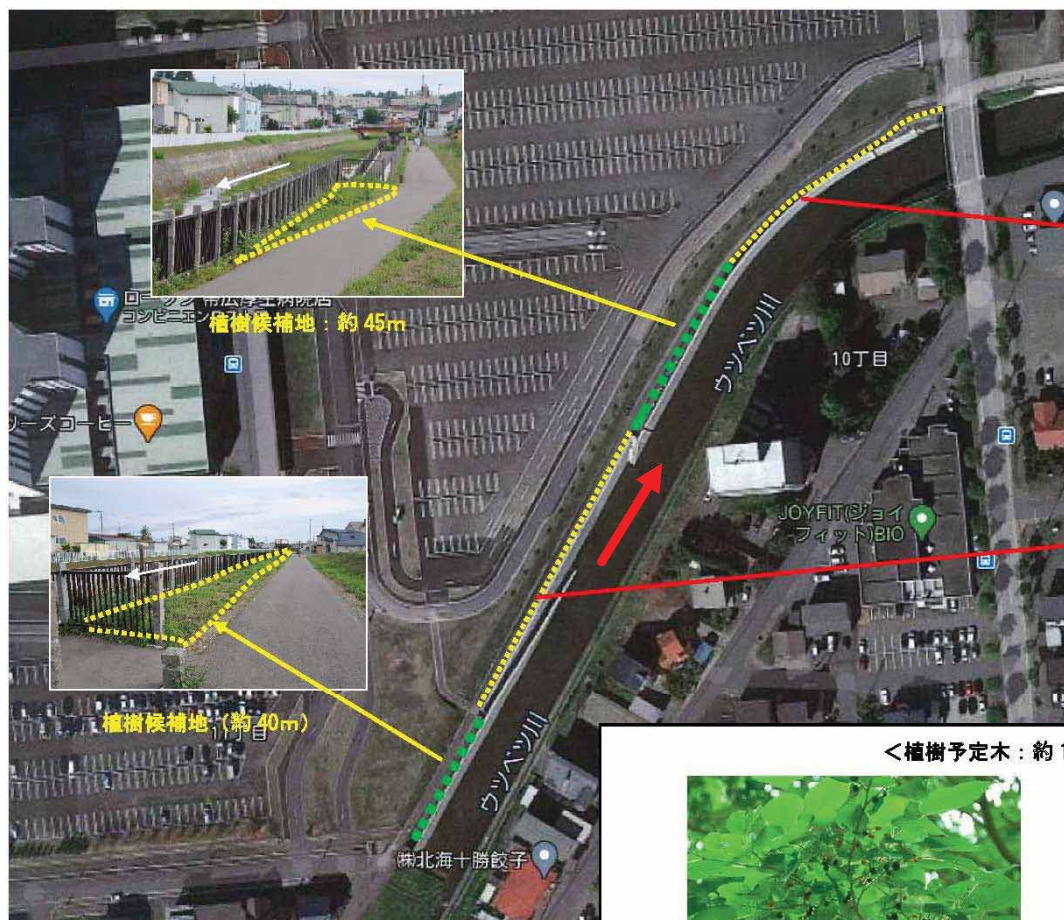 ローソン 帯広厚生病院店
コンビニエンス
植樹候補地：約45m
ウツベツ川
10丁目
リーズコーヒー
JOYFIT(ジョイ
フィット)BIO
植樹候補地（約40m）
11丁目
ウツベツ川
㈱北海十勝餃子
＜植樹予定木：約